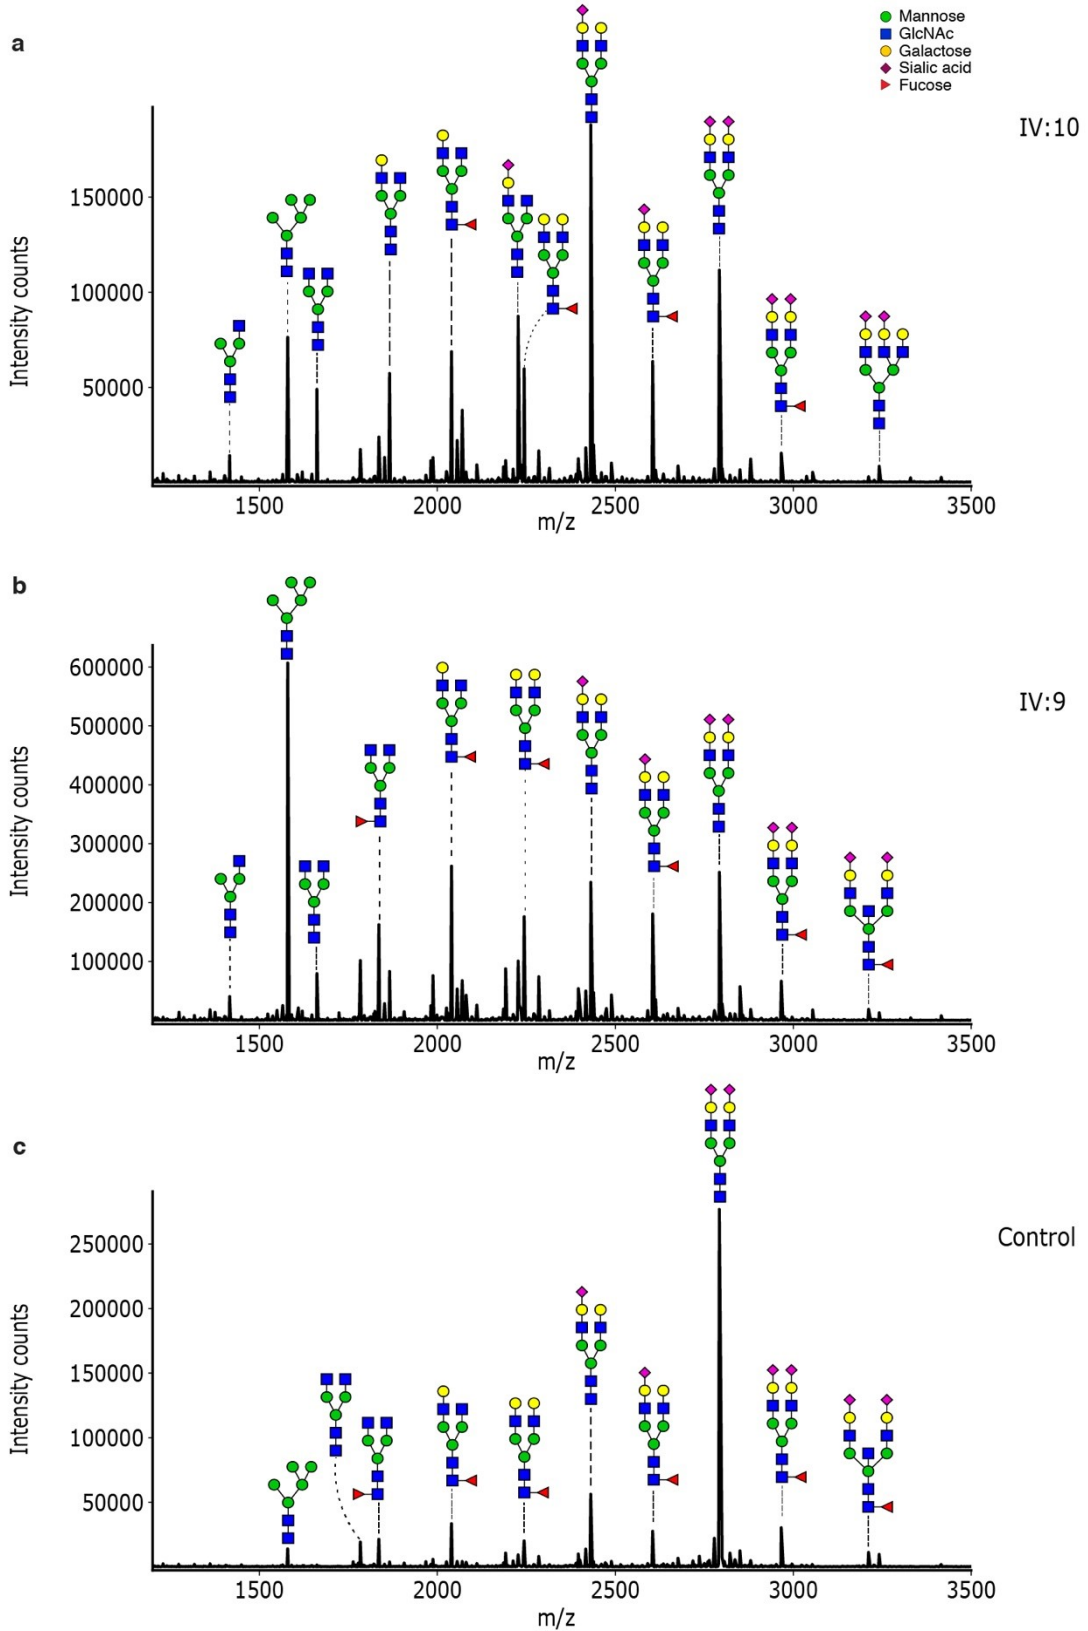 a
Mannose
GlcNAc
Galactose
Sialic acid
Fucose
IV:10
Intensity counts
150000
100000
50000
1500 2000 2500 3000 3500
m/z
b
IV:9
Intensity counts
600000
500000
400000
300000
200000
100000
1500 2000 2500 3000 3500
m/z
c
Control
Intensity counts
250000
200000
150000
100000
50000
1500 2000 2500 3000 3500
m/z